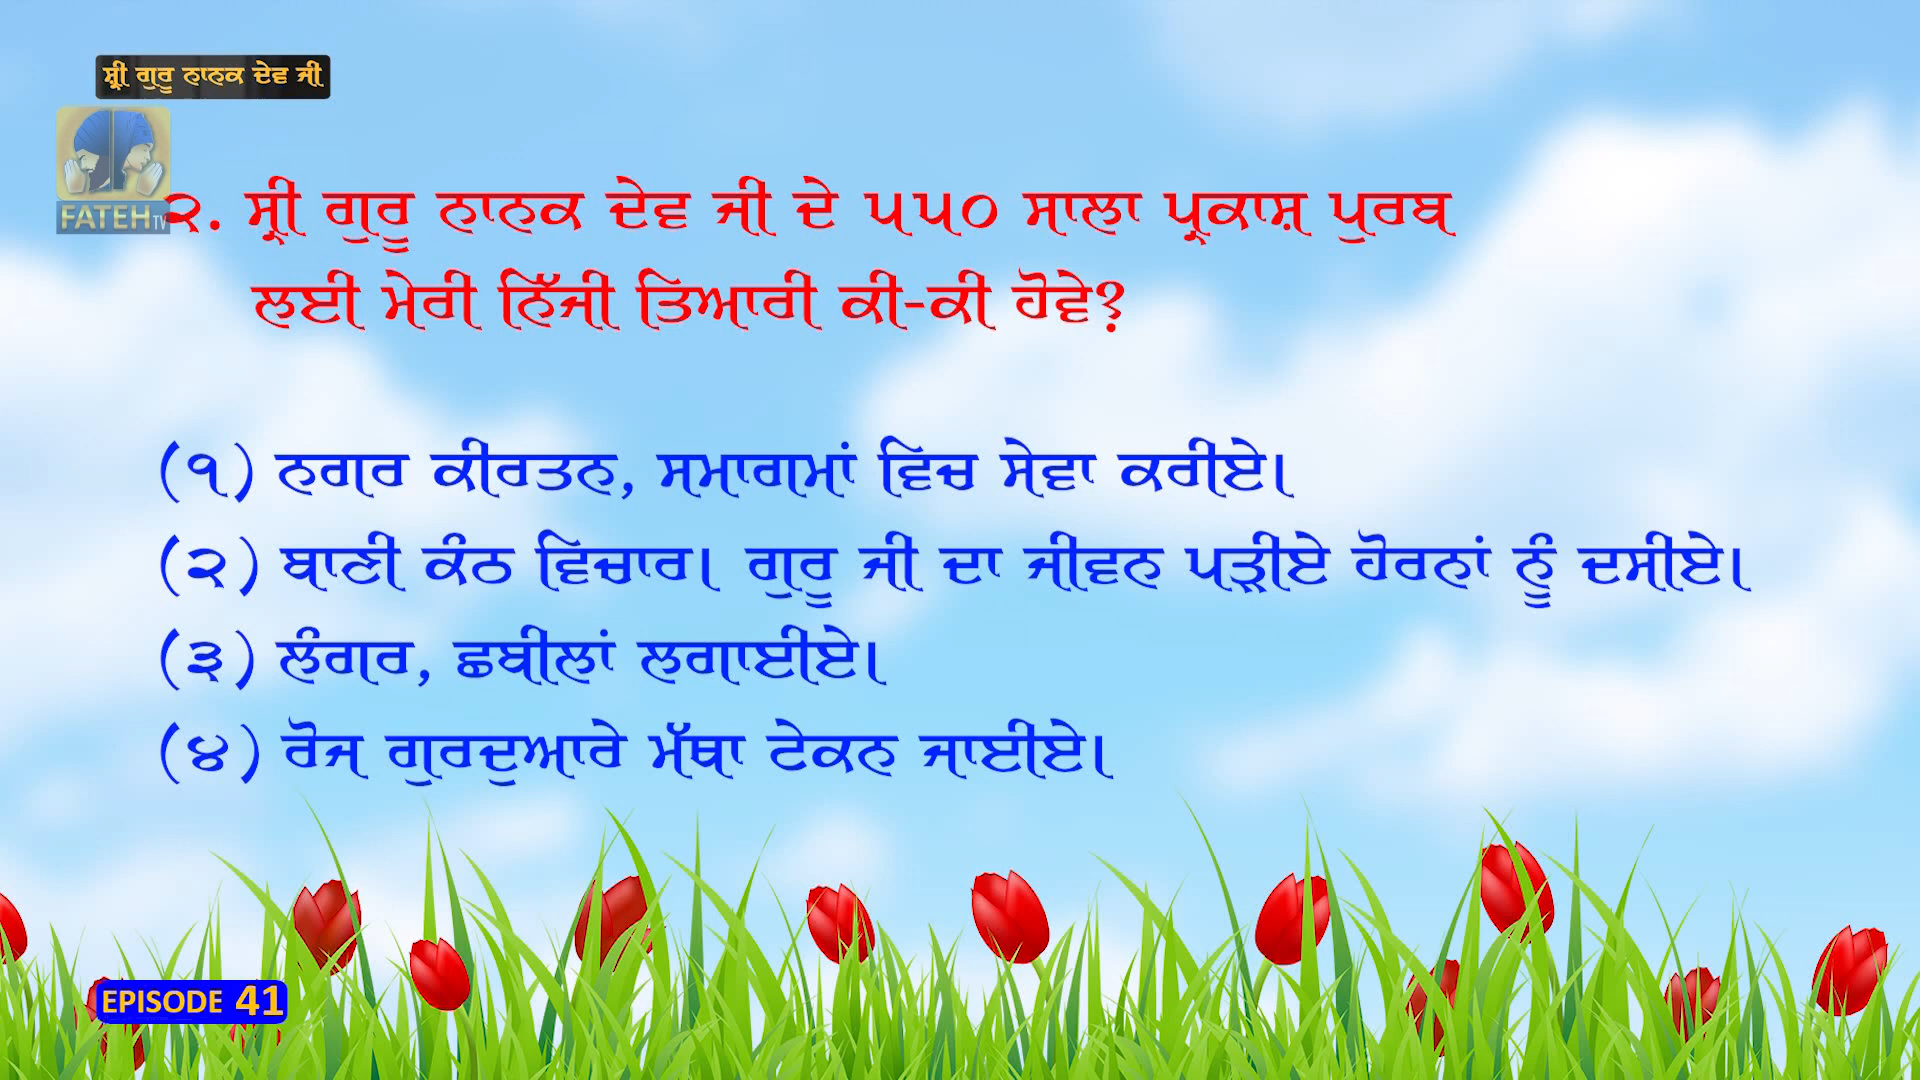 ਸ਼੍ਰੀ ਗੁਰੂ ਨਾਨਕ ਦੇਵ ਜੀ
FATEH TV
੨. ਸ਼੍ਰੀ ਗੁਰੂ ਨਾਨਕ ਦੇਵ ਜੀ ਦੇ ੫੫੦ ਸਾਲਾ ਪ੍ਰਕਾਸ਼ ਪੁਰਬ
ਲਈ ਮੇਰੀ ਨਿੱਜੀ ਤਿਆਰੀ ਕੀ-ਕੀ ਹੋਵੇ?
(੧) ਨਗਰ ਕੀਰਤਨ, ਸਮਾਗਮਾਂ ਵਿਚ ਸੇਵਾ ਕਰੀਏ।
(੨) ਬਾਣੀ ਕੰਠ ਵਿਚਾਰ। ਗੁਰੂ ਜੀ ਦਾ ਜੀਵਨ ਪੜੀਏ ਹੋਰਨਾਂ ਨੂੰ ਦਸੀਏ।
(੩) ਲੰਗਰ, ਛਬੀਲਾਂ ਲਗਾਈਏ।
(੪) ਰੋਜ ਗੁਰਦੁਆਰੇ ਮੱਥਾ ਟੇਕਨ ਜਾਈਏ।
EPISODE 41